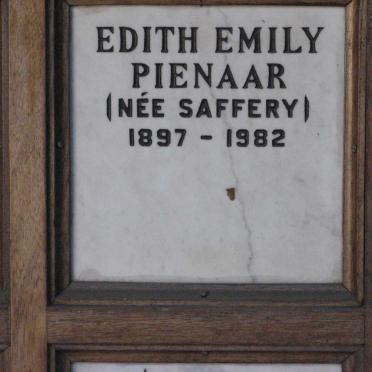 EDITH EMILY
PIENAAR
(NÉE SAFFERY)
1897 - 1982